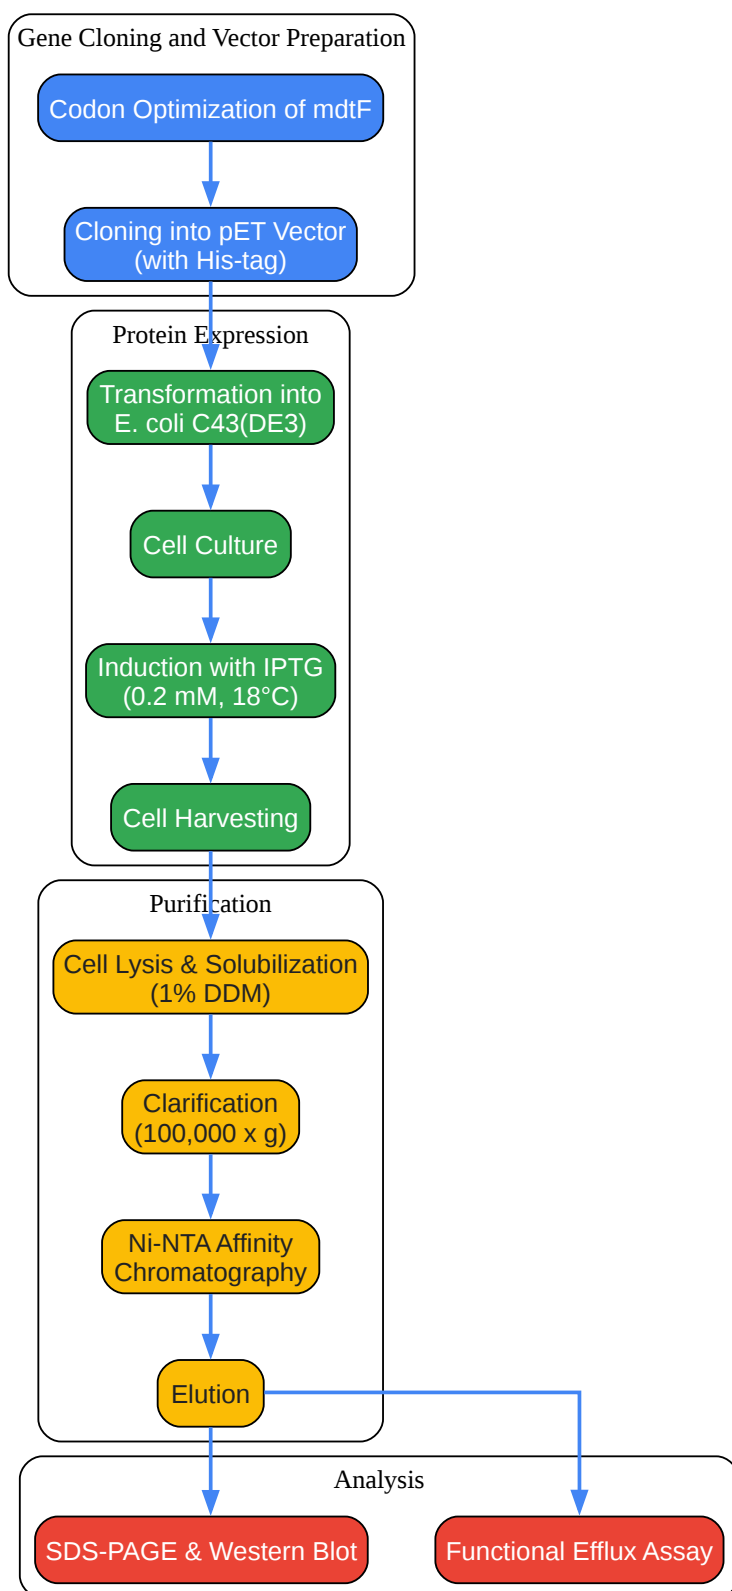 Gene Cloning and Vector Preparation
Codon Optimization of mdtF
Cloning into pET Vector
(with His-tag)
Protein Expression
Transformation into
E. coli C43(DE3)
Cell Culture
Induction with IPTG
(0.2 mM, 18°C)
Cell Harvesting
Purification
Cell Lysis & Solubilization
(1% DDM)
Clarification
(100,000 x g)
Ni-NTA Affinity
Chromatography
Elution
Analysis
SDS-PAGE & Western Blot
Functional Efflux Assay